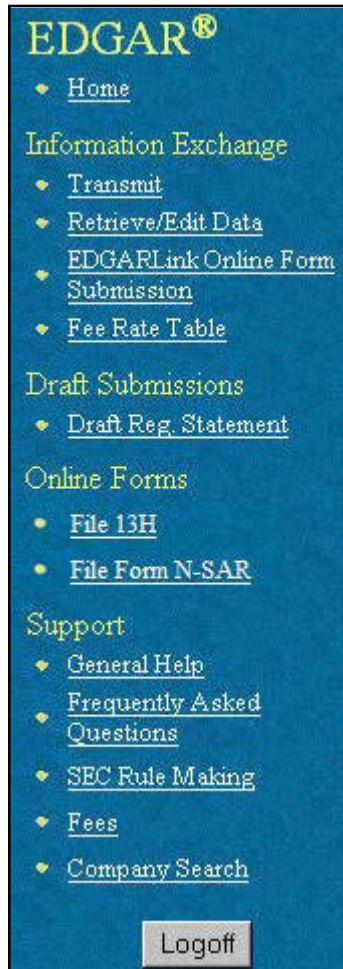 EDGAR®
Home
Information Exchange
Transmit
Retrieve/Edit Data
EDGARLink Online Form
Submission
Fee Rate Table
Draft Submissions
Draft Reg. Statement
Online Forms
File 13H
File Form N-SAR
Support
General Help
Frequently Asked
Questions
SEC Rule Making
Fees
Company Search
Logoff